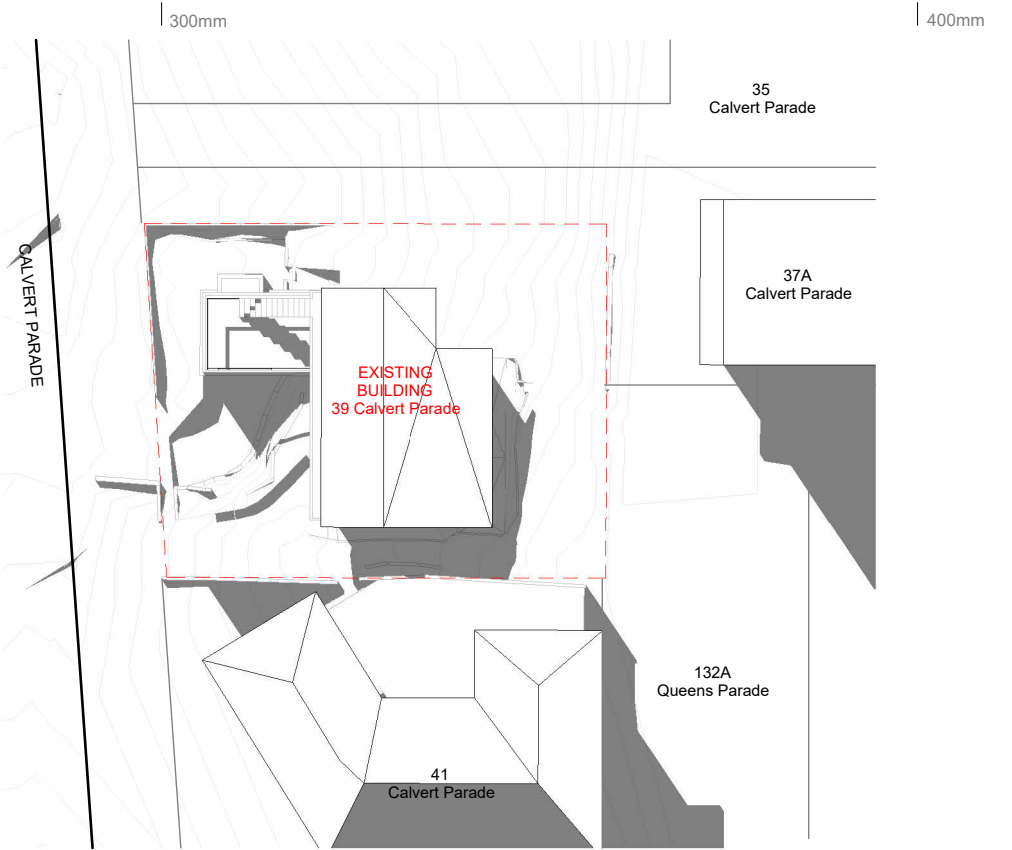 300mm
400mm
35
Calvert Parade
CALVERT PARADE
37A
Calvert Parade
EXISTING
BUILDING
39 Calvert Parade
132A
Queens Parade
41
Calvert Parade